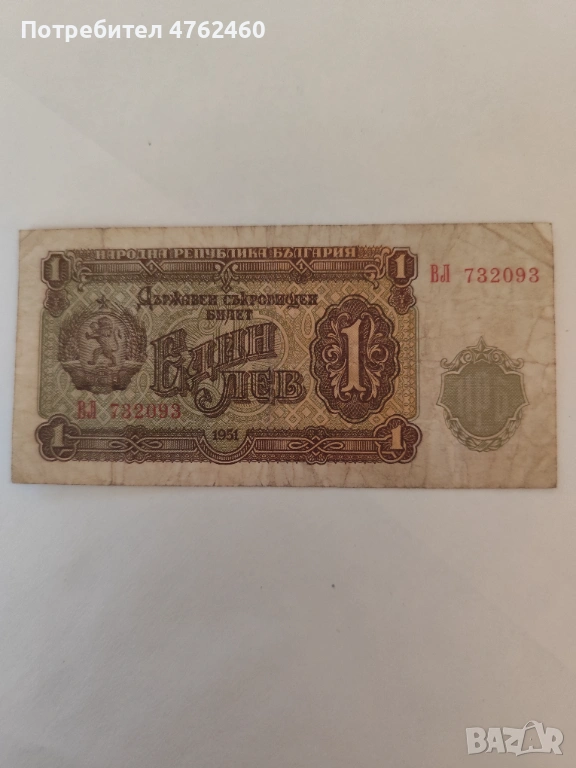 Потребител 4762460
НАРОДНА РЕПУБЛИКА БЪЛГАРИЯ
1 1
ВЛ 732093
ДЪРЖАВЕН СЪКРОВИЩЕН
БИЛЕТ
ЕДИН
ЛЕВ
1
ВЛ 732093
1 1951 1
BAZAR